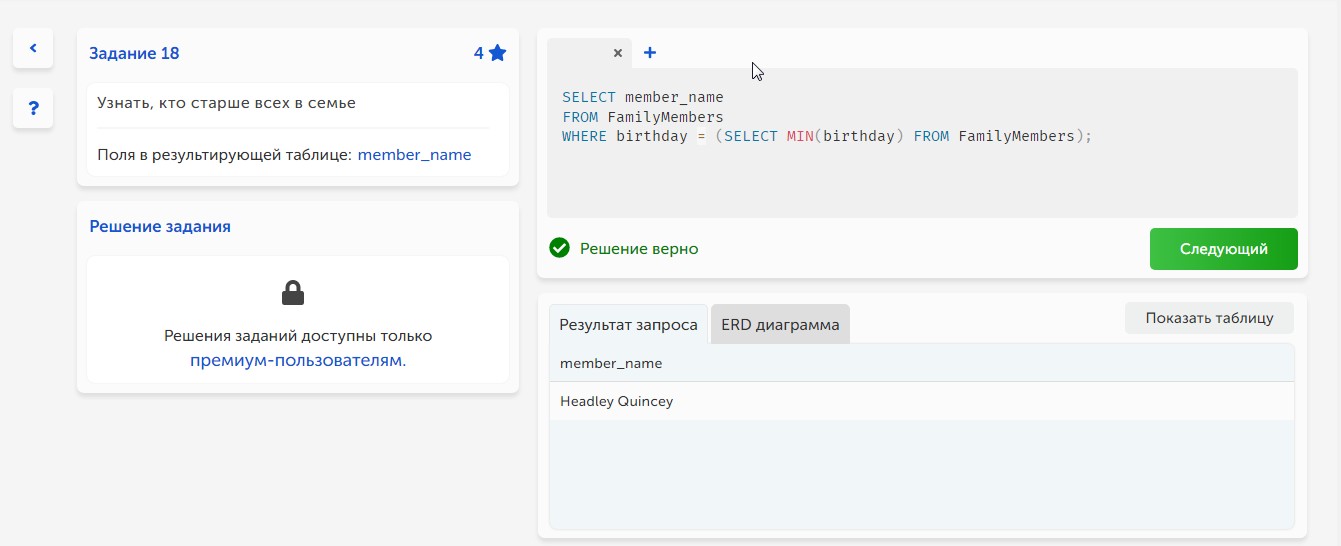 <
?
Задание 18
4
Узнать, кто старше всех в семье
Поля в результирующей таблице: member_name
Решение задания
Решения заданий доступны только
премиум-пользователям.
× +
SELECT member_name
FROM FamilyMembers
WHERE birthday = (SELECT MIN(birthday) FROM FamilyMembers);
Решение верно
Следующий
Результат запроса
ERD диаграмма
Показать таблицу
member_name
Headley Quincey